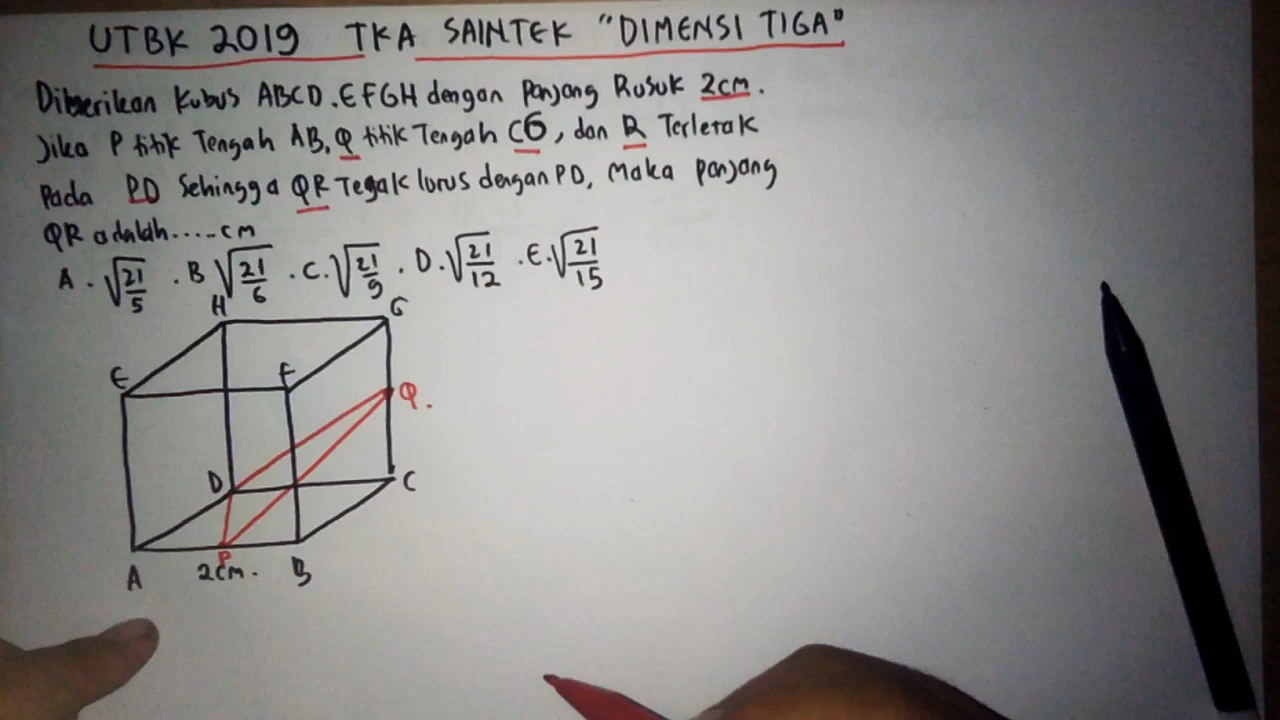 UTBK 2019 TKA SAINTEK "DIMENSI TIGA"
Diberikan Kubus ABCD.EFGH dengan Panjang Rusuk 2cm.
Jika P titik Tengah AB, Q titik Tengah CG, dan R Terletak
Pada PD Sehingga QR Tegak lurus dengan PD, Maka panjang
QR adalah.....cm
A. √21/5 . B √21/6 . C. √21/9 . D. √21/12 . E. √21/15
H G
E F
Q.
D C
P
A 2cm. B